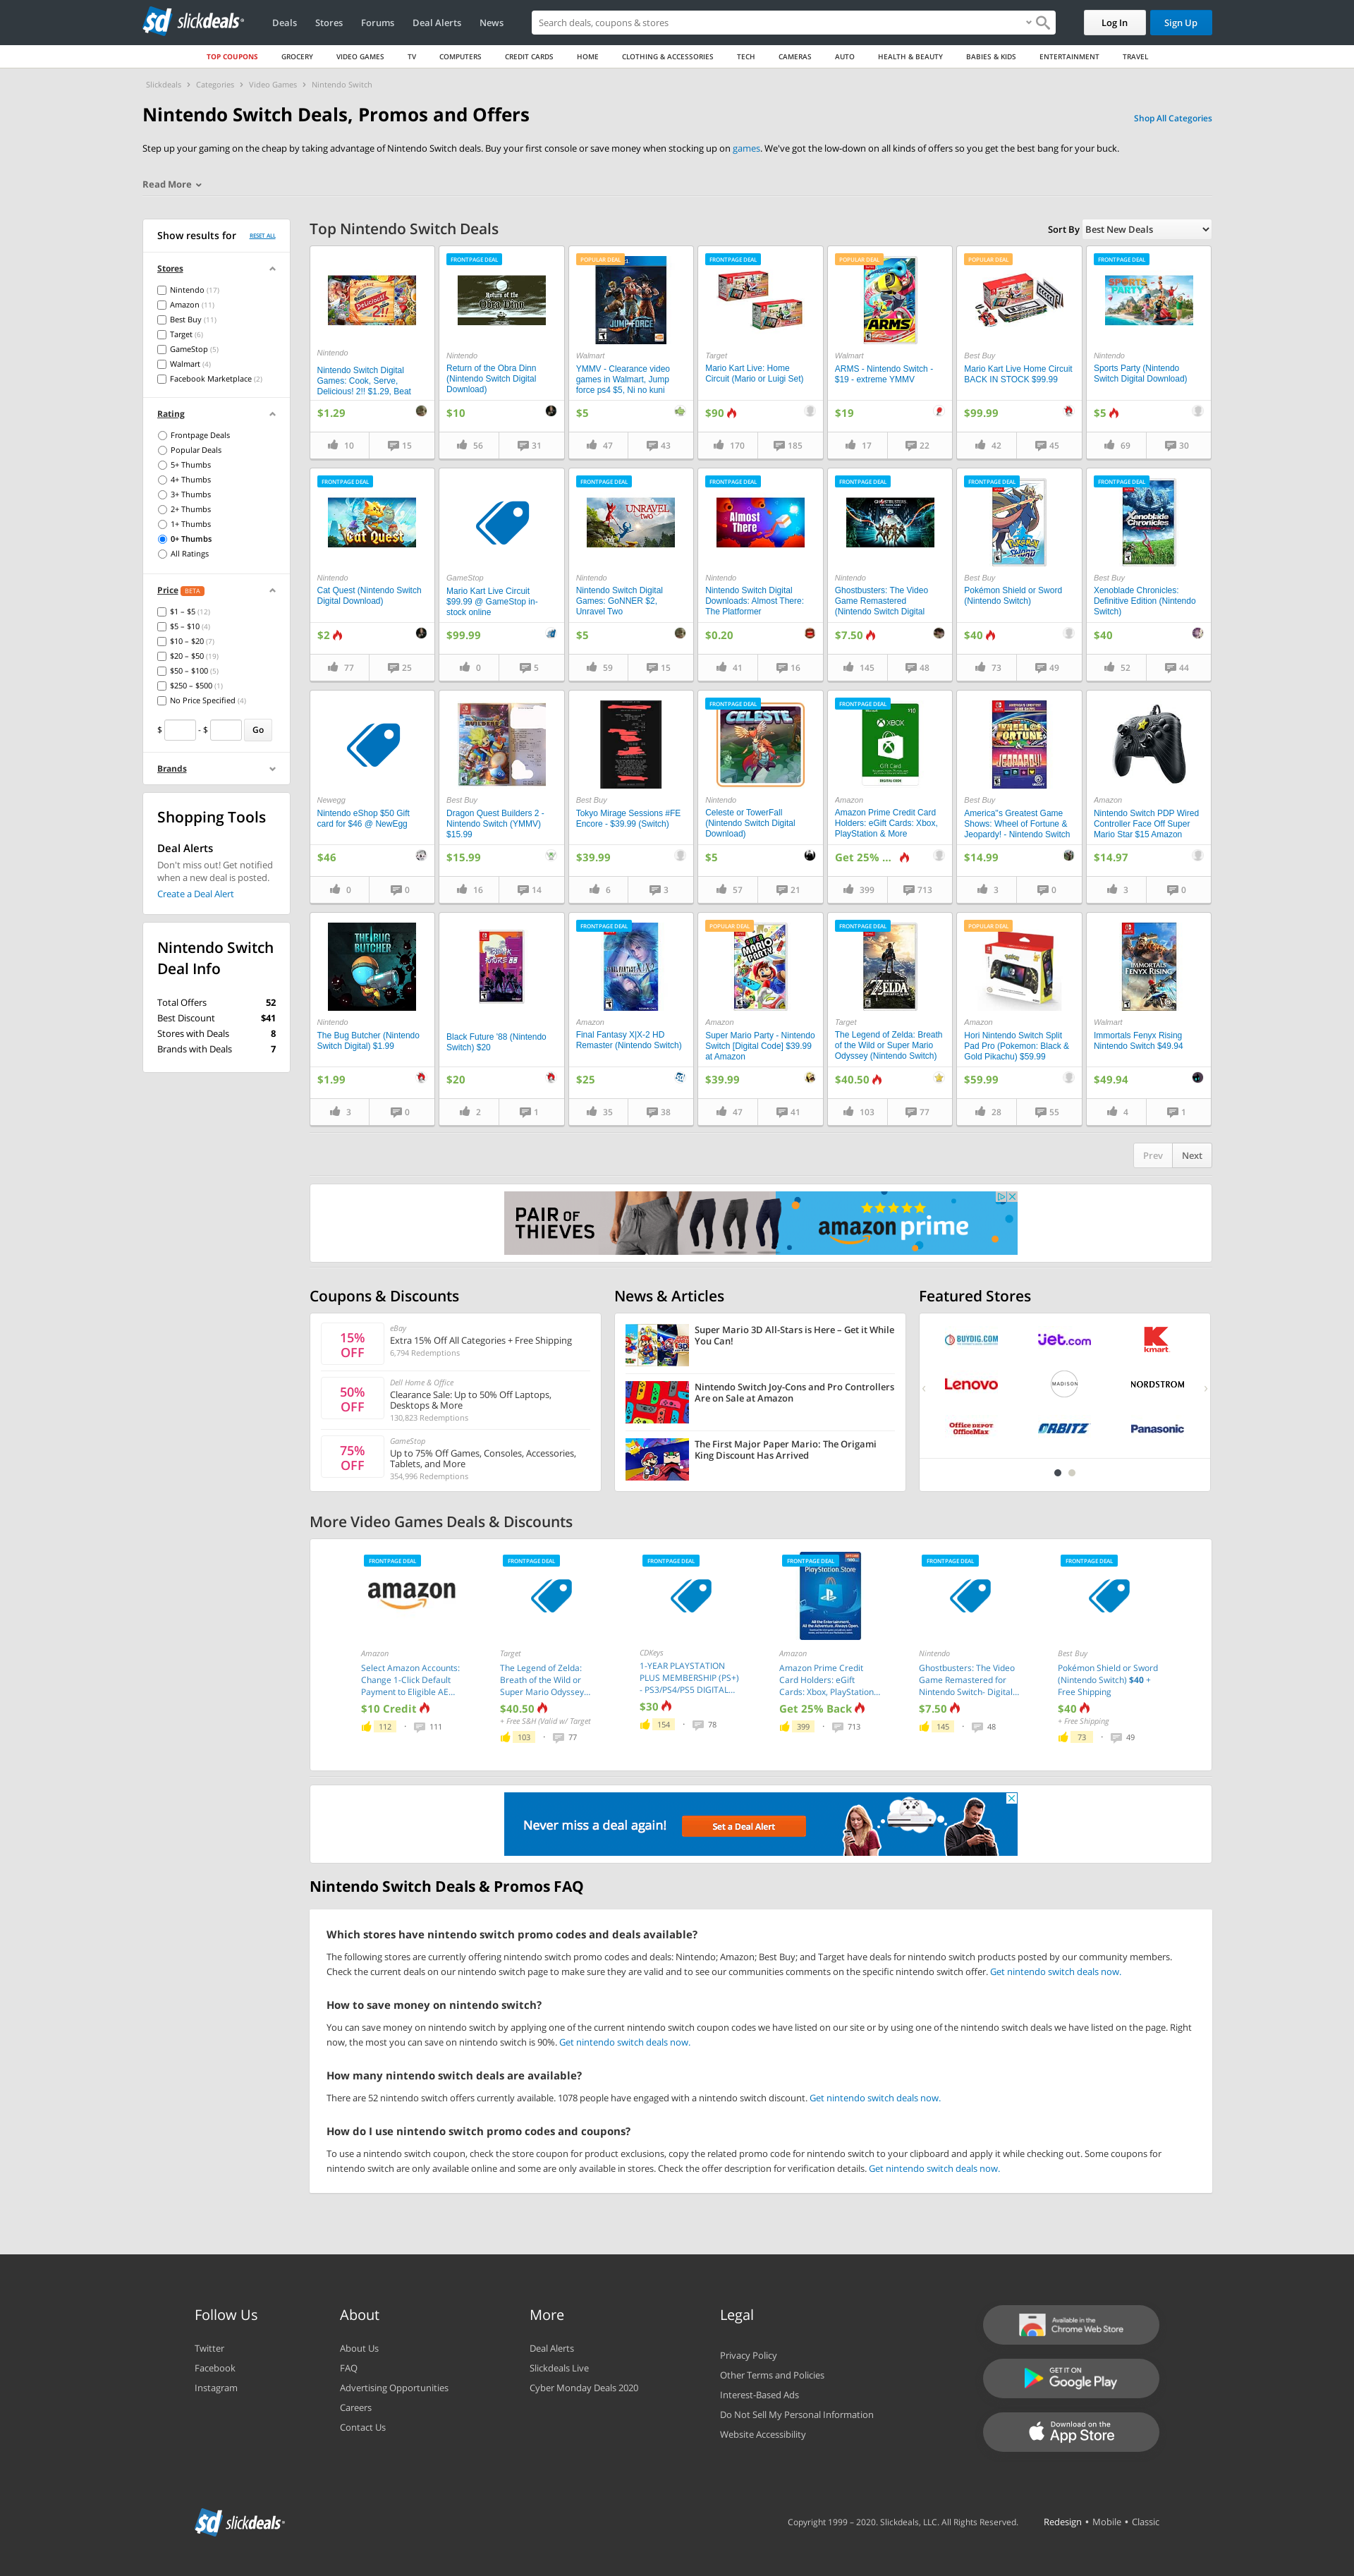 slickdeals
Deals Stores Forums Deal Alerts News
Search deals, coupons & stores
Log In Sign Up
TOP COUPONS GROCERY VIDEO GAMES TV COMPUTERS CREDIT CARDS HOME CLOTHING & ACCESSORIES TECH CAMERAS AUTO HEALTH & BEAUTY BABIES & KIDS ENTERTAINMENT TRAVEL
Slickdeals › Categories › Video Games › Nintendo Switch
Nintendo Switch Deals, Promos and Offers
Shop All Categories
Step up your gaming on the cheap by taking advantage of Nintendo Switch deals. Buy your first console or save money when stocking up on games. We've got the low-down on all kinds of offers so you get the best bang for your buck.
Read More
Show results for RESET ALL
Stores
Nintendo (17)
Amazon (11)
Best Buy (11)
Target (6)
GameStop (5)
Walmart (4)
Facebook Marketplace (2)
Rating
Frontpage Deals
Popular Deals
5+ Thumbs
4+ Thumbs
3+ Thumbs
2+ Thumbs
1+ Thumbs
0+ Thumbs
All Ratings
Price BETA
$1 – $5 (12)
$5 – $10 (4)
$10 – $20 (7)
$20 – $50 (19)
$50 – $100 (5)
$250 – $500 (1)
No Price Specified (4)
$ - $ Go
Brands
Shopping Tools
Deal Alerts
Don't miss out! Get notified
when a new deal is posted.
Create a Deal Alert
Nintendo Switch
Deal Info
Total Offers 52
Best Discount $41
Stores with Deals 8
Brands with Deals 7
Top Nintendo Switch Deals
Sort By Best New Deals
Nintendo
Nintendo Switch Digital
Games: Cook, Serve,
Delicious! 2!! $1.29, Beat
$1.29
10 15
FRONTPAGE DEAL
Return of the
Obra Dinn
Nintendo
Return of the Obra Dinn
(Nintendo Switch Digital
Download)
$10
56 31
POPULAR DEAL
JUMP FORCE
Walmart
YMMV - Clearance video
games in Walmart, Jump
force ps4 $5, Ni no kuni
$5
47 43
FRONTPAGE DEAL
Target
Mario Kart Live: Home
Circuit (Mario or Luigi Set)
$90
170 185
POPULAR DEAL
ARMS
Walmart
ARMS - Nintendo Switch -
$19 - extreme YMMV
$19
17 22
POPULAR DEAL
Best Buy
Mario Kart Live Home Circuit
BACK IN STOCK $99.99
$99.99
42 45
FRONTPAGE DEAL
SPORTS
PARTY
Nintendo
Sports Party (Nintendo
Switch Digital Download)
$5
69 30
FRONTPAGE DEAL
Cat Quest
Nintendo
Cat Quest (Nintendo Switch
Digital Download)
$2
77 25
GameStop
Mario Kart Live Circuit
$99.99 @ GameStop in-
stock online
$99.99
0 5
FRONTPAGE DEAL
UNRAVEL
TWO
Nintendo
Nintendo Switch Digital
Games: GoNNER $2,
Unravel Two
$5
59 15
FRONTPAGE DEAL
Almost
There
Nintendo
Nintendo Switch Digital
Downloads: Almost There:
The Platformer
$0.20
41 16
FRONTPAGE DEAL
GHOSTBUSTERS
Nintendo
Ghostbusters: The Video
Game Remastered
(Nintendo Switch Digital
$7.50
145 48
FRONTPAGE DEAL
Pokémon
SWORD
Best Buy
Pokémon Shield or Sword
(Nintendo Switch)
$40
73 49
FRONTPAGE DEAL
Xenoblade
Chronicles
Best Buy
Xenoblade Chronicles:
Definitive Edition (Nintendo
Switch)
$40
52 44
Newegg
Nintendo eShop $50 Gift
card for $46 @ NewEgg
$46
0 0
BUILDERS
Best Buy
Dragon Quest Builders 2 -
Nintendo Switch (YMMV)
$15.99
$15.99
16 14
Best Buy
Tokyo Mirage Sessions #FE
Encore - $39.99 (Switch)
$39.99
6 3
FRONTPAGE DEAL
CELESTE
Nintendo
Celeste or TowerFall
(Nintendo Switch Digital
Download)
$5
57 21
FRONTPAGE DEAL
$10
XBOX
Gift Card
Amazon
Amazon Prime Credit Card
Holders: eGift Cards: Xbox,
PlayStation & More
Get 25% ...
399 713
WHEEL OF
FORTUNE
JEOPARDY!
Best Buy
America"s Greatest Game
Shows: Wheel of Fortune &
Jeopardy! - Nintendo Switch
$14.99
3 0
Amazon
Nintendo Switch PDP Wired
Controller Face Off Super
Mario Star $15 Amazon
$14.97
3 0
THE BUG
BUTCHER
Nintendo
The Bug Butcher (Nintendo
Switch Digital) $1.99
$1.99
3 0
Black Future '88 (Nintendo
Switch) $20
$20
2 1
FRONTPAGE DEAL
FINAL FANTASY X|X-2
Amazon
Final Fantasy X|X-2 HD
Remaster (Nintendo Switch)
$25
35 38
POPULAR DEAL
SUPER
MARIO
PARTY
Amazon
Super Mario Party - Nintendo
Switch [Digital Code] $39.99
at Amazon
$39.99
47 41
FRONTPAGE DEAL
ZELDA
Target
The Legend of Zelda: Breath
of the Wild or Super Mario
Odyssey (Nintendo Switch)
$40.50
103 77
POPULAR DEAL
Amazon
Hori Nintendo Switch Split
Pad Pro (Pokemon: Black &
Gold Pikachu) $59.99
$59.99
28 55
IMMORTALS
FENYX RISING
Walmart
Immortals Fenyx Rising
Nintendo Switch $49.94
$49.94
4 1
Prev Next
PAIR OF
THIEVES
amazon prime
Coupons & Discounts
15%
OFF
eBay
Extra 15% Off All Categories + Free Shipping
6,794 Redemptions
50%
OFF
Dell Home & Office
Clearance Sale: Up to 50% Off Laptops,
Desktops & More
130,823 Redemptions
75%
OFF
GameStop
Up to 75% Off Games, Consoles, Accessories,
Tablets, and More
354,996 Redemptions
News & Articles
Super Mario 3D All-Stars is Here – Get it While
You Can!
Nintendo Switch Joy-Cons and Pro Controllers
Are on Sale at Amazon
The First Major Paper Mario: The Origami
King Discount Has Arrived
Featured Stores
BUYDIG.COM jet.com kmart
Lenovo MADISON NORDSTROM
Office DEPOT
OfficeMax ORBITZ Panasonic
More Video Games Deals & Discounts
FRONTPAGE DEAL
amazon
Amazon
Select Amazon Accounts:
Change 1-Click Default
Payment to Eligible AE...
$10 Credit
112 · 111
FRONTPAGE DEAL
Target
The Legend of Zelda:
Breath of the Wild or
Super Mario Odyssey...
$40.50
+ Free S&H (Valid w/ Target
103 · 77
FRONTPAGE DEAL
CDKeys
1-YEAR PLAYSTATION
PLUS MEMBERSHIP (PS+)
- PS3/PS4/PS5 DIGITAL...
$30
154 · 78
FRONTPAGE DEAL
PlayStation Store
Amazon
Amazon Prime Credit
Card Holders: eGift
Cards: Xbox, PlayStation...
Get 25% Back
399 · 713
FRONTPAGE DEAL
Nintendo
Ghostbusters: The Video
Game Remastered for
Nintendo Switch- Digital...
$7.50
145 · 48
FRONTPAGE DEAL
Best Buy
Pokémon Shield or Sword
(Nintendo Switch) $40 +
Free Shipping
$40
+ Free Shipping
73 · 49
Never miss a deal again! Set a Deal Alert
Nintendo Switch Deals & Promos FAQ
Which stores have nintendo switch promo codes and deals available?
The following stores are currently offering nintendo switch promo codes and deals: Nintendo; Amazon; Best Buy; and Target have deals for nintendo switch products posted by our community members.
Check the current deals on our nintendo switch page to make sure they are valid and to see our communities comments on the specific nintendo switch offer. Get nintendo switch deals now.
How to save money on nintendo switch?
You can save money on nintendo switch by applying one of the current nintendo switch coupon codes we have listed on our site or by using one of the nintendo switch deals we have listed on the page. Right
now, the most you can save on nintendo switch is 90%. Get nintendo switch deals now.
How many nintendo switch deals are available?
There are 52 nintendo switch offers currently available. 1078 people have engaged with a nintendo switch discount. Get nintendo switch deals now.
How do I use nintendo switch promo codes and coupons?
To use a nintendo switch coupon, check the store coupon for product exclusions, copy the related promo code for nintendo switch to your clipboard and apply it while checking out. Some coupons for
nintendo switch are only available online and some are only available in stores. Check the offer description for verification details. Get nintendo switch deals now.
Follow Us
Twitter
Facebook
Instagram
About
About Us
FAQ
Advertising Opportunities
Careers
Contact Us
More
Deal Alerts
Slickdeals Live
Cyber Monday Deals 2020
Legal
Privacy Policy
Other Terms and Policies
Interest-Based Ads
Do Not Sell My Personal Information
Website Accessibility
Available in the
Chrome Web Store
GET IT ON
Google Play
Download on the
App Store
slickdeals
Copyright 1999 – 2020. Slickdeals, LLC. All Rights Reserved. Redesign • Mobile • Classic